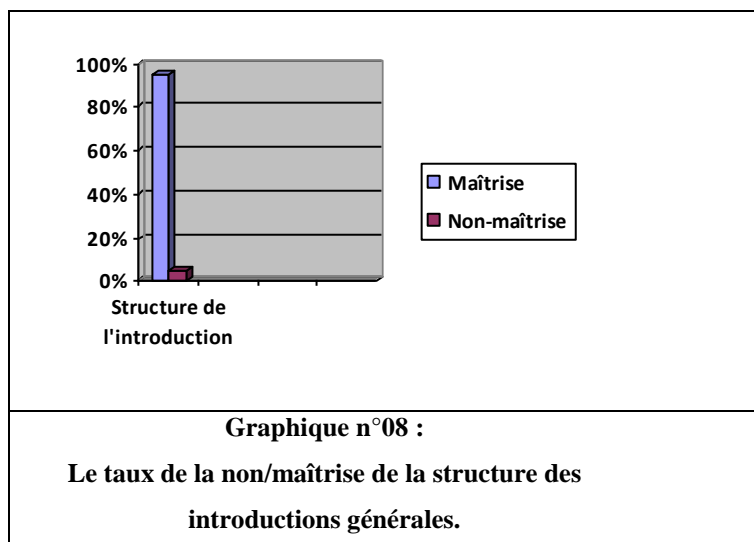 100%
80%
60%
40%
20%
0%
Structure de
l'introduction
Maîtrise
Non-maîtrise
Graphique n°08 :
Le taux de la non/maîtrise de la structure des
introductions générales.